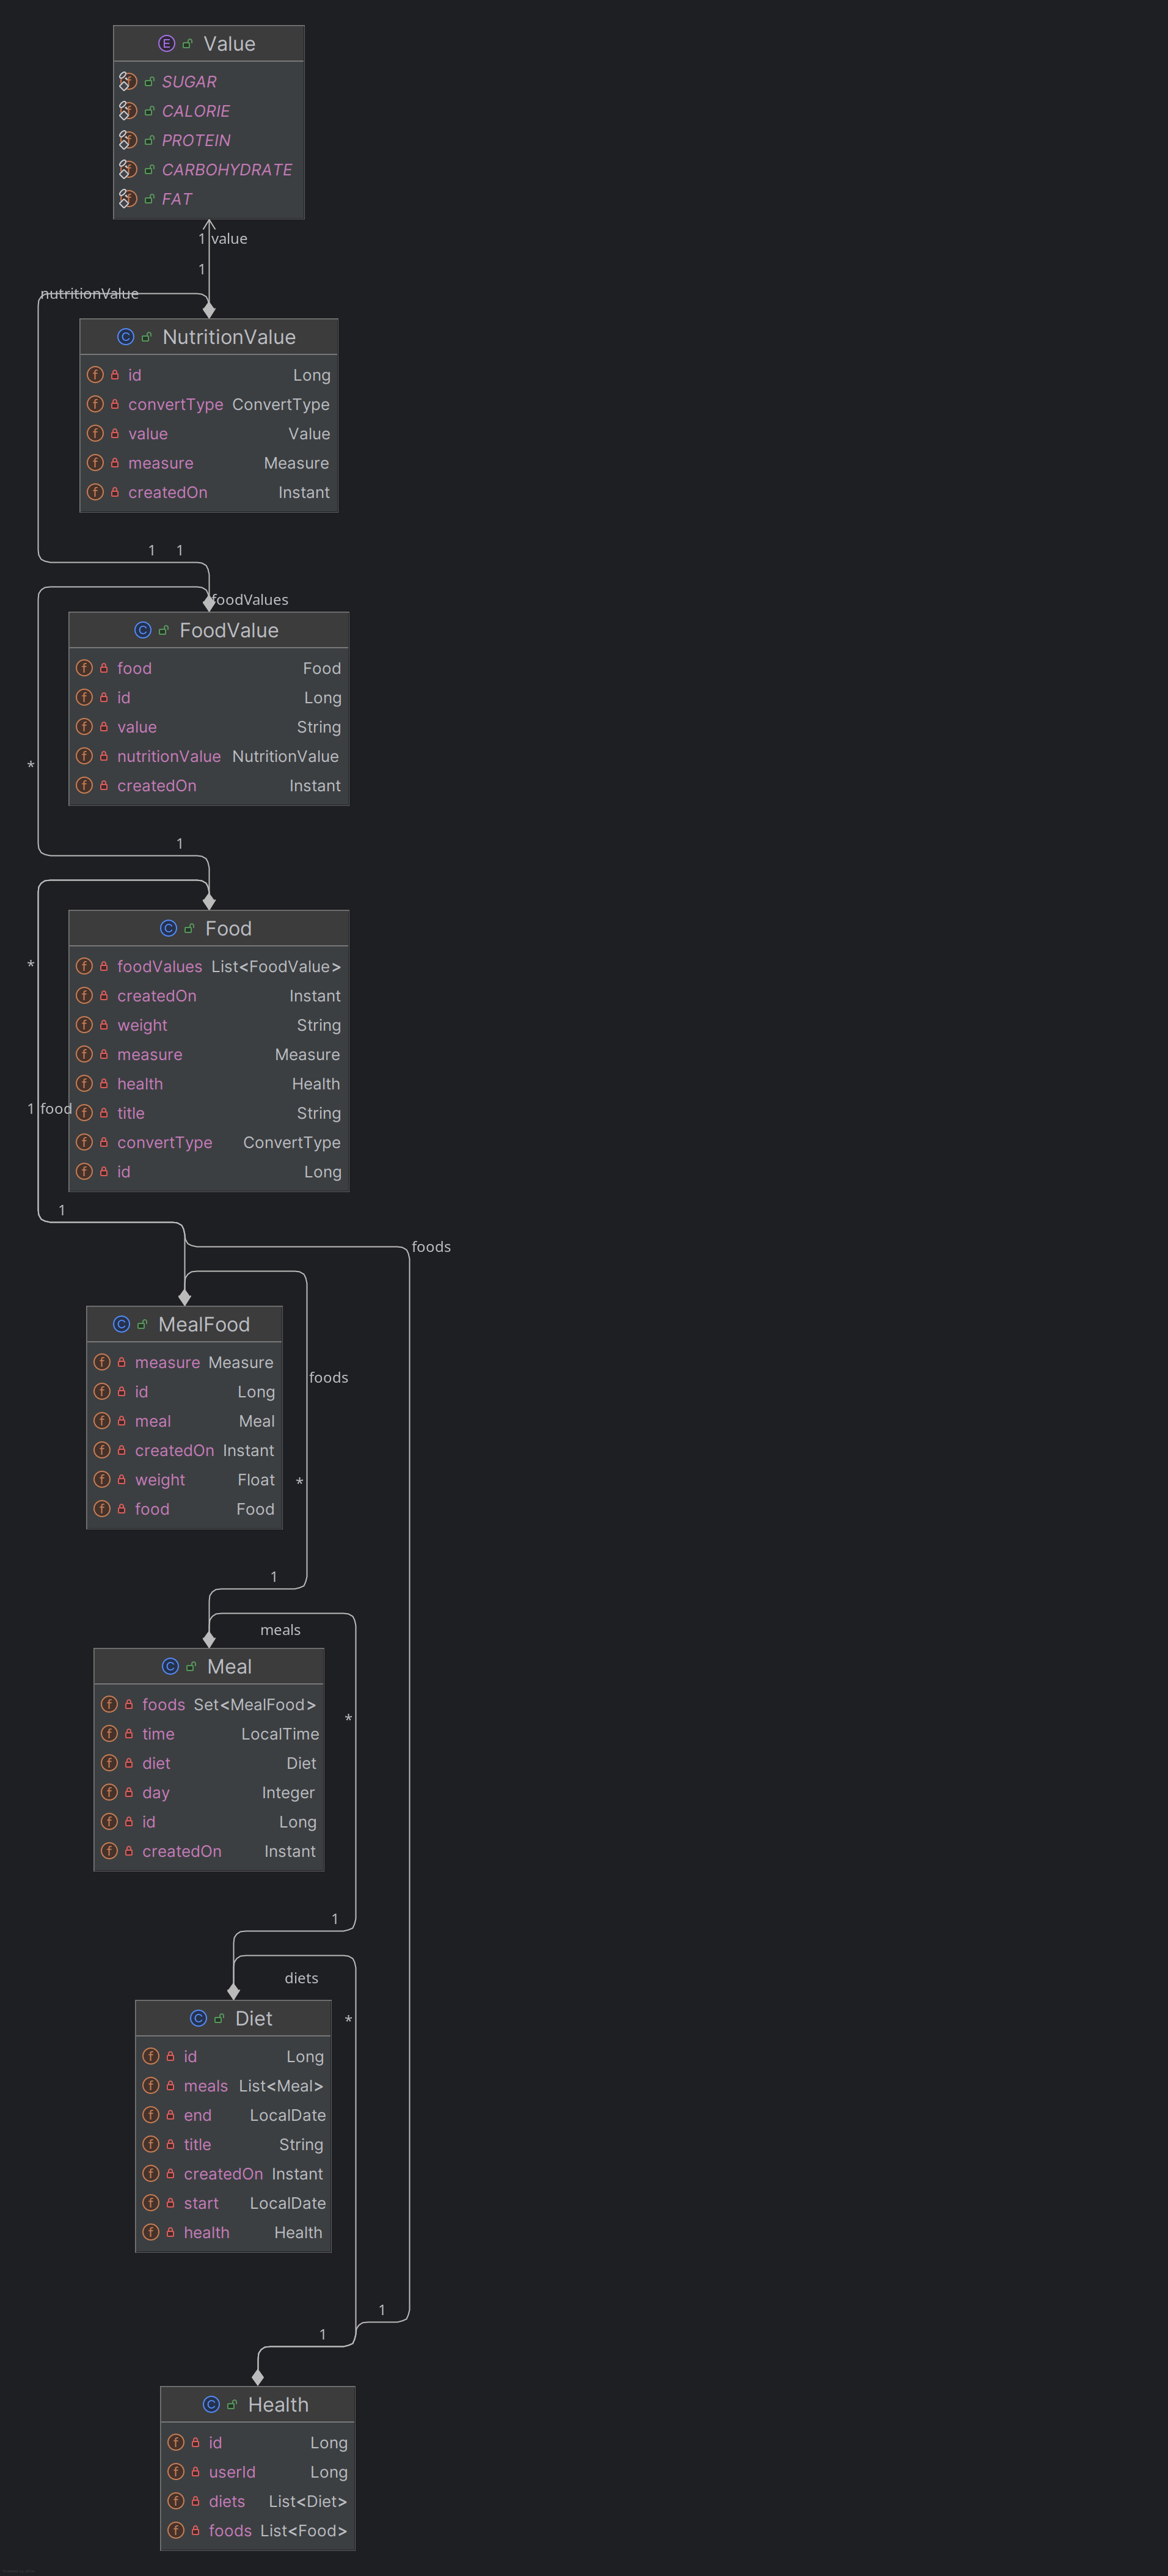 Value
SUGAR
CALORIE
PROTEIN
CARBOHYDRATE
FAT
1 value
1
nutritionValue
NutritionValue
id Long
convertType ConvertType
value Value
measure Measure
createdOn Instant
1 1
foodValues
FoodValue
food Food
id Long
value String
nutritionValue NutritionValue
createdOn Instant
*
1
Food
foodValues List<FoodValue>
*
createdOn Instant
weight String
measure Measure
health Health
1 food
title String
convertType ConvertType
id Long
1
foods
MealFood
measure Measure
foods
id Long
meal Meal
createdOn Instant
weight Float
*
food Food
1
meals
Meal
foods Set<MealFood>
*
time LocalTime
diet Diet
day Integer
id Long
createdOn Instant
1
diets
Diet
*
id Long
meals List<Meal>
end LocalDate
title String
createdOn Instant
start LocalDate
health Health
1
1
Health
id Long
userId Long
diets List<Diet>
foods List<Food>